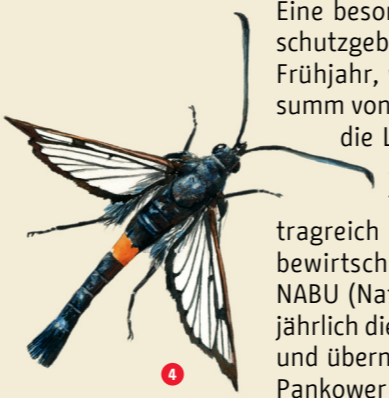 Eine beson
schutzgeb
Frühjahr,
summ von
die L
tragreich
bewirtsch
NABU (Nat
jährlich die
und übern
Pankower
4